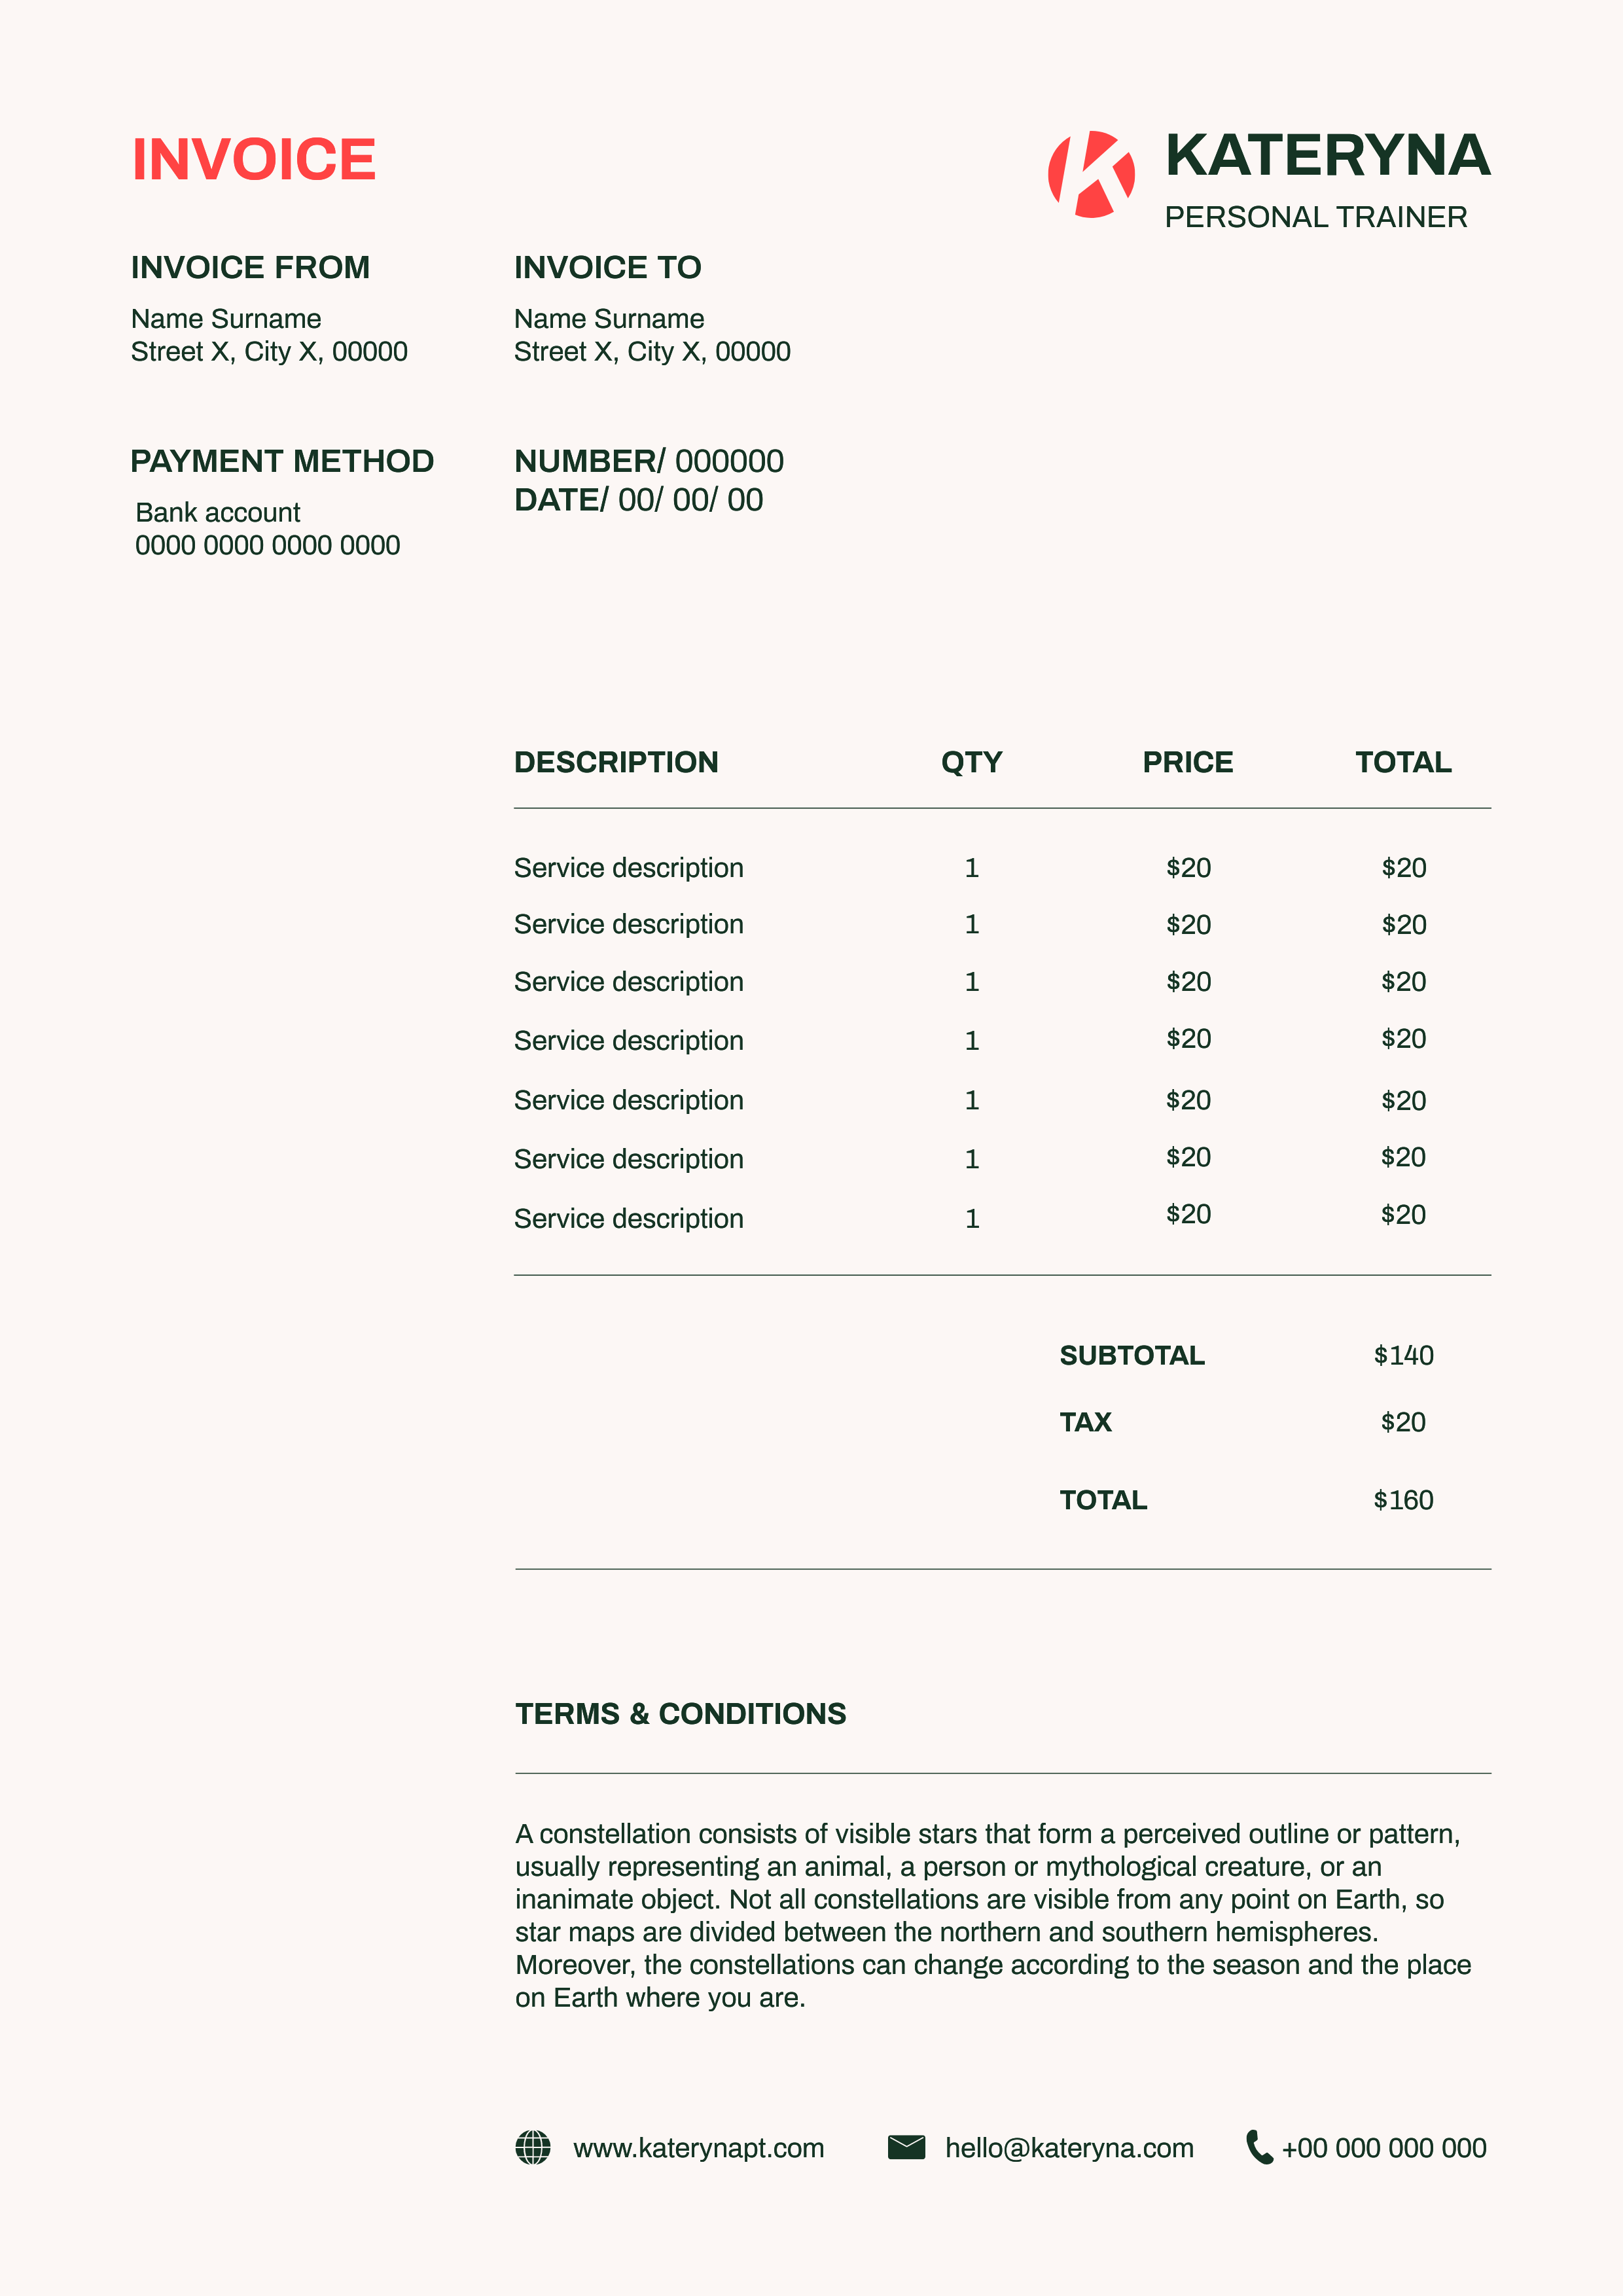 INVOICE
KATERYNA
PERSONAL TRAINER
INVOICE FROM
Name Surname
Street X, City X, 00000
INVOICE TO
Name Surname
Street X, City X, 00000
PAYMENT METHOD
Bank account
0000 0000 0000 0000
NUMBER/ 000000
DATE/ 00/ 00/ 00
DESCRIPTION QTY PRICE TOTAL
Service description 1 $20 $20
Service description 1 $20 $20
Service description 1 $20 $20
Service description 1 $20 $20
Service description 1 $20 $20
Service description 1 $20 $20
Service description 1 $20 $20
SUBTOTAL $140
TAX $20
TOTAL $160
TERMS & CONDITIONS
A constellation consists of visible stars that form a perceived outline or pattern,
usually representing an animal, a person or mythological creature, or an
inanimate object. Not all constellations are visible from any point on Earth, so
star maps are divided between the northern and southern hemispheres.
Moreover, the constellations can change according to the season and the place
on Earth where you are.
www.katerynapt.com hello@kateryna.com +00 000 000 000